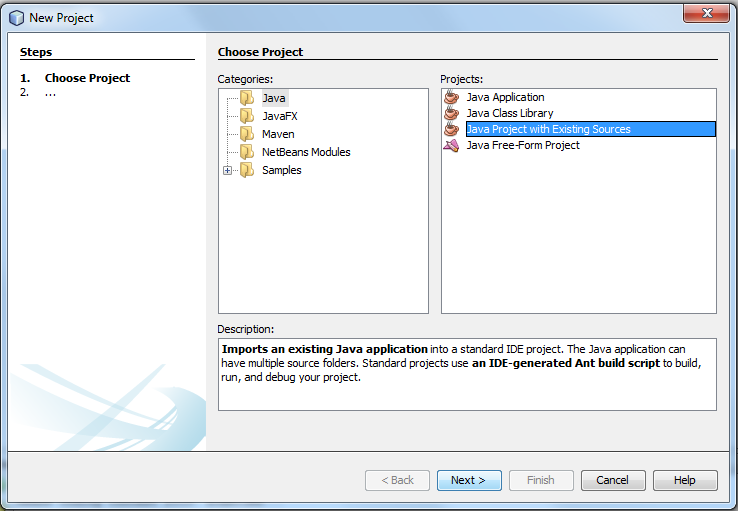 New Project
Steps
1. Choose Project
2. ...
Choose Project
Categories:
Java
JavaFX
Maven
NetBeans Modules
Samples
Projects:
Java Application
Java Class Library
Java Project with Existing Sources
Java Free-Form Project
Description:
Imports an existing Java application into a standard IDE project. The Java application can
have multiple source folders. Standard projects use an IDE-generated Ant build script to build,
run, and debug your project.
< Back
Next >
Finish
Cancel
Help